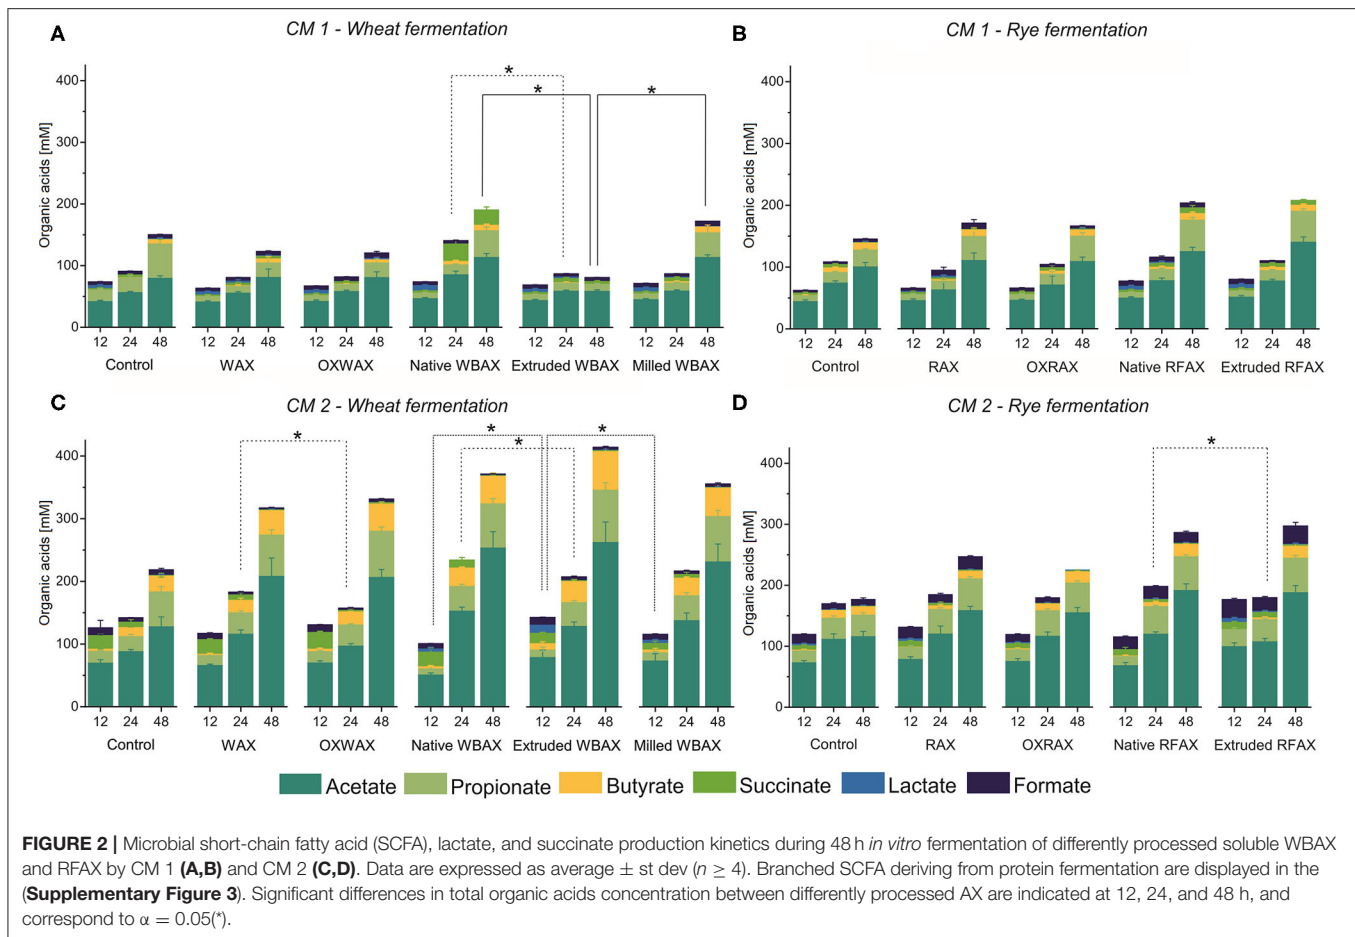 A
CM 1 - Wheat fermentation
B
CM 1 - Rye fermentation
Organic acids [mM]
400
300
200
100
0
*
*
*
12 24 48 12 24 48 12 24 48 12 24 48 12 24 48 12 24 48
Control WAX OXWAX Native WBAX Extruded WBAX Milled WBAX
Organic acids [mM]
400
300
200
100
0
12 24 48 12 24 48 12 24 48 12 24 48 12 24 48
Control RAX OXRAX Native RFAX Extruded RFAX
C
CM 2 - Wheat fermentation
D
CM 2 - Rye fermentation
Organic acids [mM]
400
300
200
100
0
*
*
*
*
12 24 48 12 24 48 12 24 48 12 24 48 12 24 48 12 24 48
Control WAX OXWAX Native WBAX Extruded WBAX Milled WBAX
Organic acids [mM]
400
300
200
100
0
*
12 24 48 12 24 48 12 24 48 12 24 48 12 24 48
Control RAX OXRAX Native RFAX Extruded RFAX
Acetate Propionate Butyrate Succinate Lactate Formate
FIGURE 2 | Microbial short-chain fatty acid (SCFA), lactate, and succinate production kinetics during 48 h in vitro fermentation of differently processed soluble WBAX
and RFAX by CM 1 (A,B) and CM 2 (C,D). Data are expressed as average ± st dev (n ≥ 4). Branched SCFA deriving from protein fermentation are displayed in the
(Supplementary Figure 3). Significant differences in total organic acids concentration between differently processed AX are indicated at 12, 24, and 48 h, and
correspond to α = 0.05(*).